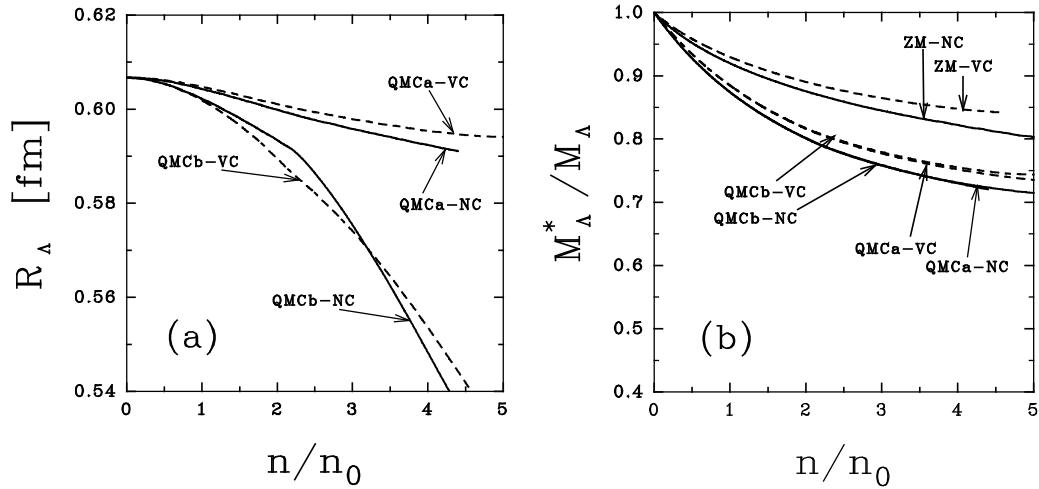 0.62
0.60
0.58
0.56
0.54
R_Λ [fm]
QMCa-VC
QMCb-VC
QMCa-NC
QMCb-NC
(a)
0 1 2 3 4 5
n/n₀
1.0
0.9
0.8
0.7
0.6
0.5
0.4
M*_Λ/M_Λ
ZM-NC
ZM-VC
QMCb-VC
QMCb-NC
QMCa-VC
QMCa-NC
(b)
0 1 2 3 4 5
n/n₀